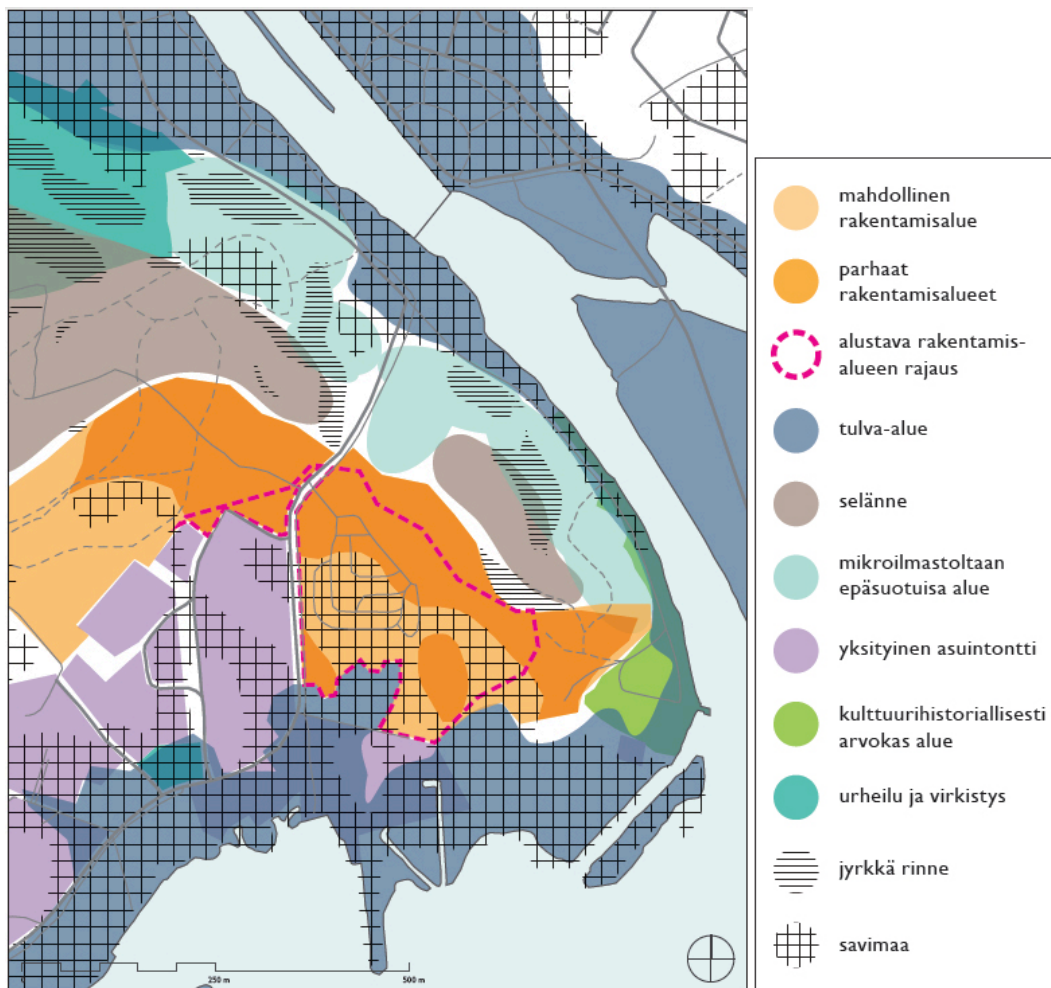 mahdollinen
rakentamisalue
parhaat
rakentamisalueet
alustava rakentamis-
alueen rajaus
tulva-alue
selänne
mikroilmastoltaan
epäsuotuisa alue
yksityinen asuintontti
kulttuurihistoriallisesti
arvokas alue
urheilu ja virkistys
jyrkkä rinne
savimaa
250 m
500 m